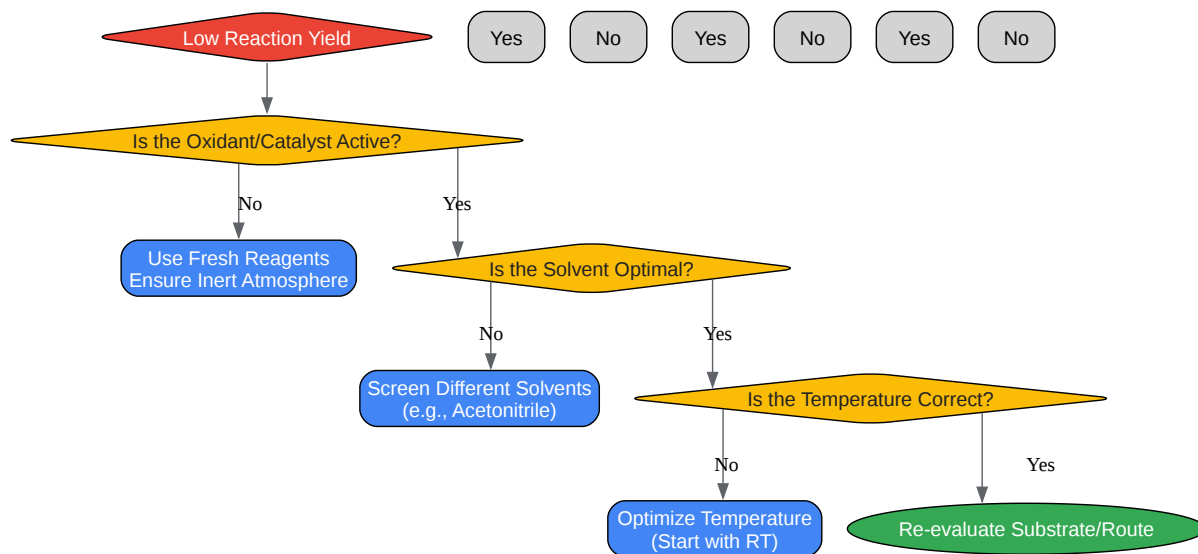 Low Reaction Yield
Yes
No
Yes
No
Yes
No
Is the Oxidant/Catalyst Active?
No
Yes
Use Fresh Reagents
Ensure Inert Atmosphere
Is the Solvent Optimal?
No
Yes
Screen Different Solvents
(e.g., Acetonitrile)
Is the Temperature Correct?
No
Yes
Optimize Temperature
(Start with RT)
Re-evaluate Substrate/Route